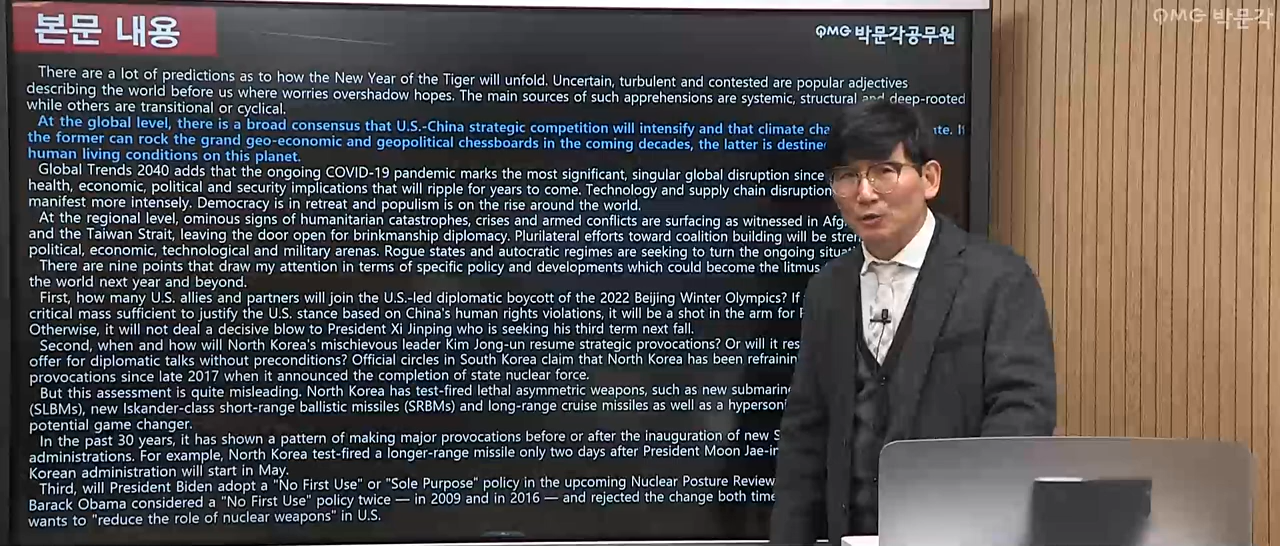 본문 내용
PMG 박문각공무원
PMG 박문각
There are a lot of predictions as to how the New Year of the Tiger will unfold. Uncertain, turbulent and contested are popular adjectives
describing the world before us where worries overshadow hopes. The main sources of such apprehensions are systemic, structural and deep-rooted
while others are transitional or cyclical.
At the global level, there is a broad consensus that U.S.-China strategic competition will intensify and that climate
the former can rock the grand geo-economic and geopolitical chessboards in the coming decades, the latter is
human living conditions on this planet.
Global Trends 2040 adds that the ongoing COVID-19 pandemic marks the most significant, singular global disruption since
health, economic, political and security implications that will ripple for years to come. Technology and supply chain
manifest more intensely. Democracy is in retreat and populism is on the rise around the world.
At the regional level, ominous signs of humanitarian catastrophes, crises and armed conflicts are surfacing as witnessed in
and the Taiwan Strait, leaving the door open for brinkmanship diplomacy. Plurilateral efforts toward coalition building will be
political, economic, technological and military arenas. Rogue states and autocratic regimes are seeking to turn the ongoing
There are nine points that draw my attention in terms of specific policy and developments which could become the litmus
the world next year and beyond.
First, how many U.S. allies and partners will join the U.S.-led diplomatic boycott of the 2022 Beijing Winter Olympics? If
critical mass sufficient to justify the U.S. stance based on China's human rights violations, it will be a shot in the arm for
Otherwise, it will not deal a decisive blow to President Xi Jinping who is seeking his third term next fall.
Second, when and how will North Korea's mischievous leader Kim Jong-un resume strategic provocations? Or will it
offer for diplomatic talks without preconditions? Official circles in South Korea claim that North Korea has been
provocations since late 2017 when it announced the completion of state nuclear force.
But this assessment is quite misleading. North Korea has test-fired lethal asymmetric weapons, such as new
(SLBMs), new Iskander-class short-range ballistic missiles (SRBMs) and long-range cruise missiles as well as a
potential game changer.
In the past 30 years, it has shown a pattern of making major provocations before or after the inauguration of new
administrations. For example, North Korea test-fired a longer-range missile only two days after President Moon
Korean administration will start in May.
Third, will President Biden adopt a "No First Use" or "Sole Purpose" policy in the upcoming Nuclear Posture Review
Barack Obama considered a "No First Use" policy twice — in 2009 and in 2016 — and rejected the change both
wants to "reduce the role of nuclear weapons" in U.S.